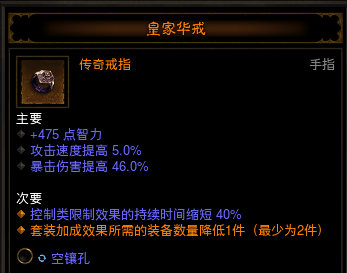 皇家华戒
传奇戒指 手指
主要
+475 点智力
攻击速度提高 5.0%
暴击伤害提高 46.0%
次要
控制类限制效果的持续时间缩短 40%
套装加成效果所需的装备数量降低1件（最少为2件）
空镶孔